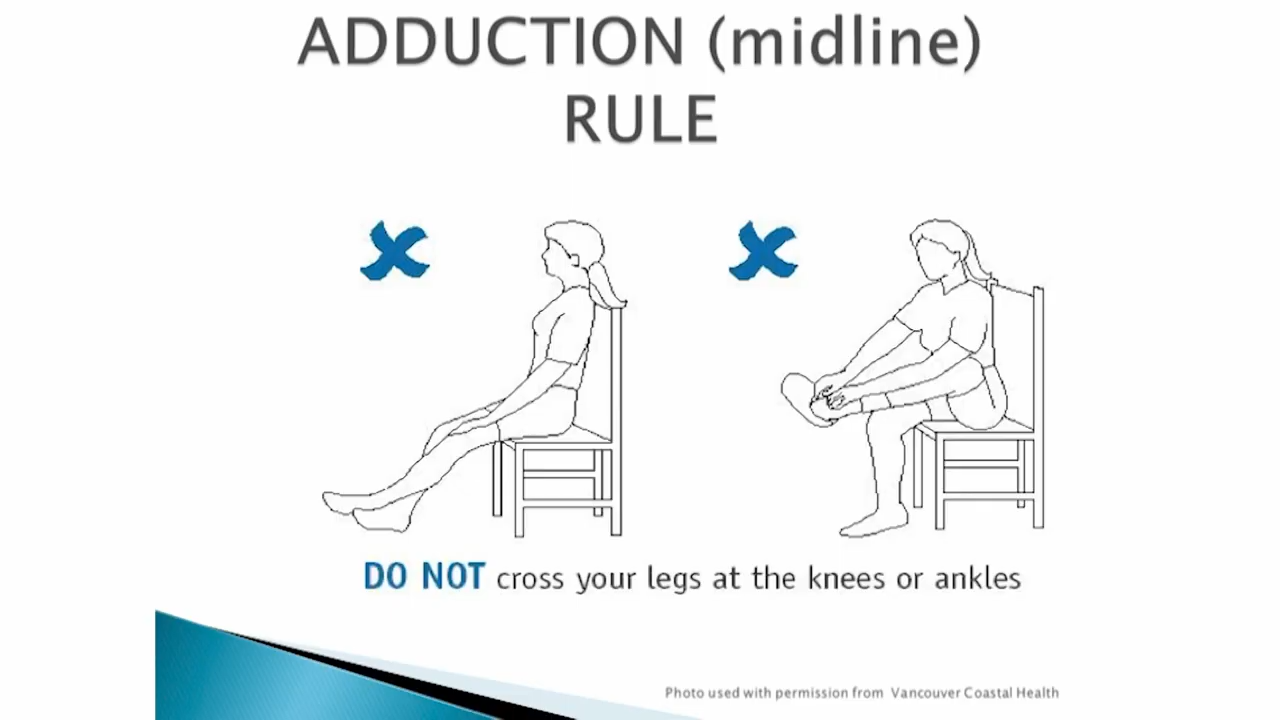 ADDUCTION (midline)
RULE
DO NOT cross your legs at the knees or ankles
Photo used with permission from Vancouver Coastal Health